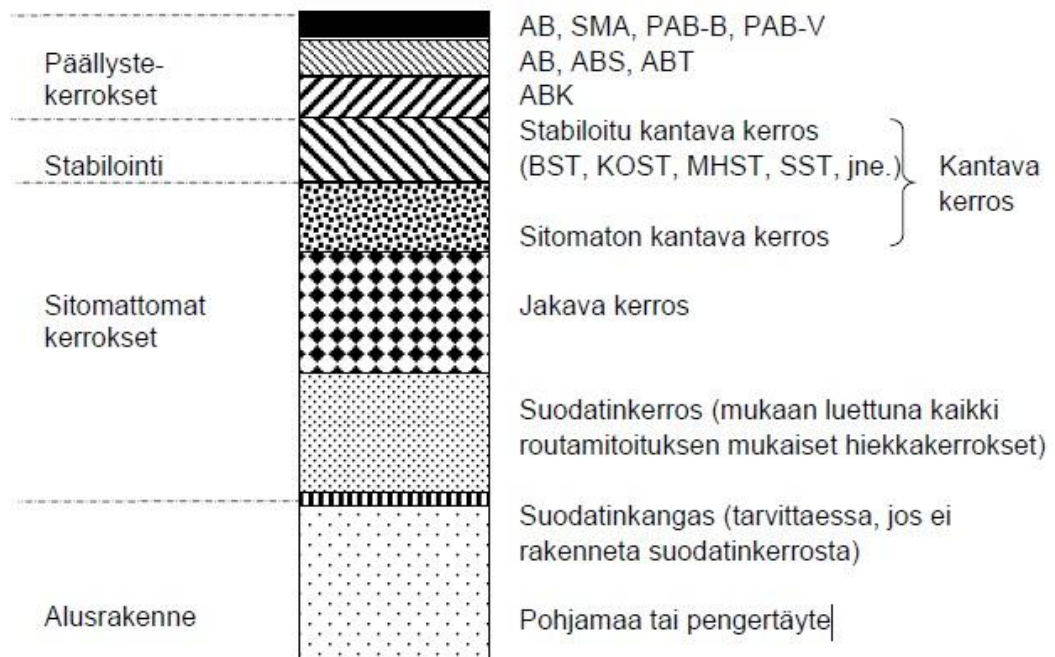 Päällyste-
kerrokset
Stabilointi
Sitomattomat
kerrokset
Alusrakenne
AB, SMA, PAB-B, PAB-V
AB, ABS, ABT
ABK
Stabiloitu kantava kerros
(BST, KOST, MHST, SST, jne.)
Sitomaton kantava kerros
Kantava
kerros
Jakava kerros
Suodatinkerros (mukaan luettuna kaikki
routamitoituksen mukaiset hiekkakerrokset)
Suodatinkangas (tarvittaessa, jos ei
rakenneta suodatinkerrosta)
Pohjamaa tai pengertäyte